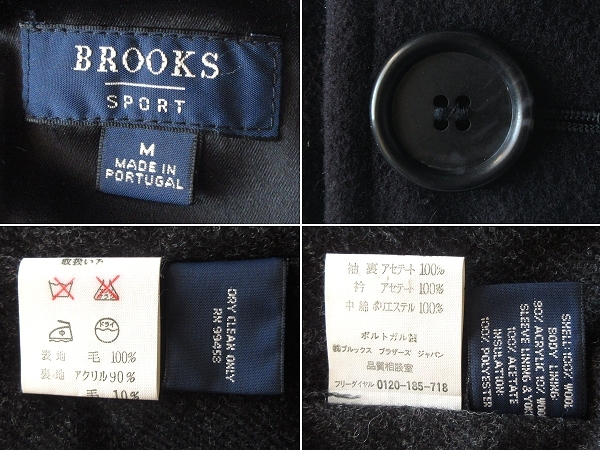 BROOKS
SPORT
M
MADE IN
PORTUGAL
取扱い方
ドライ
表地 毛 100%
裏地 アクリル 90%
毛 10%
DRY CLEAN ONLY
RN 99458
袖裏 アセテート 100%
衿 アセテート 100%
中綿 ポリエステル 100%
ポルトガル製
㈱ブルックス ブラザーズ ジャパン
品質相談室
フリーダイヤル 0120-185-718
SHELL: 100% WOOL
BODY LINING:
90% ACRYLIC 10% WOOL
SLEEVE LINING & YOKE
100% ACETATE
INSULATION:
100% POLYESTER